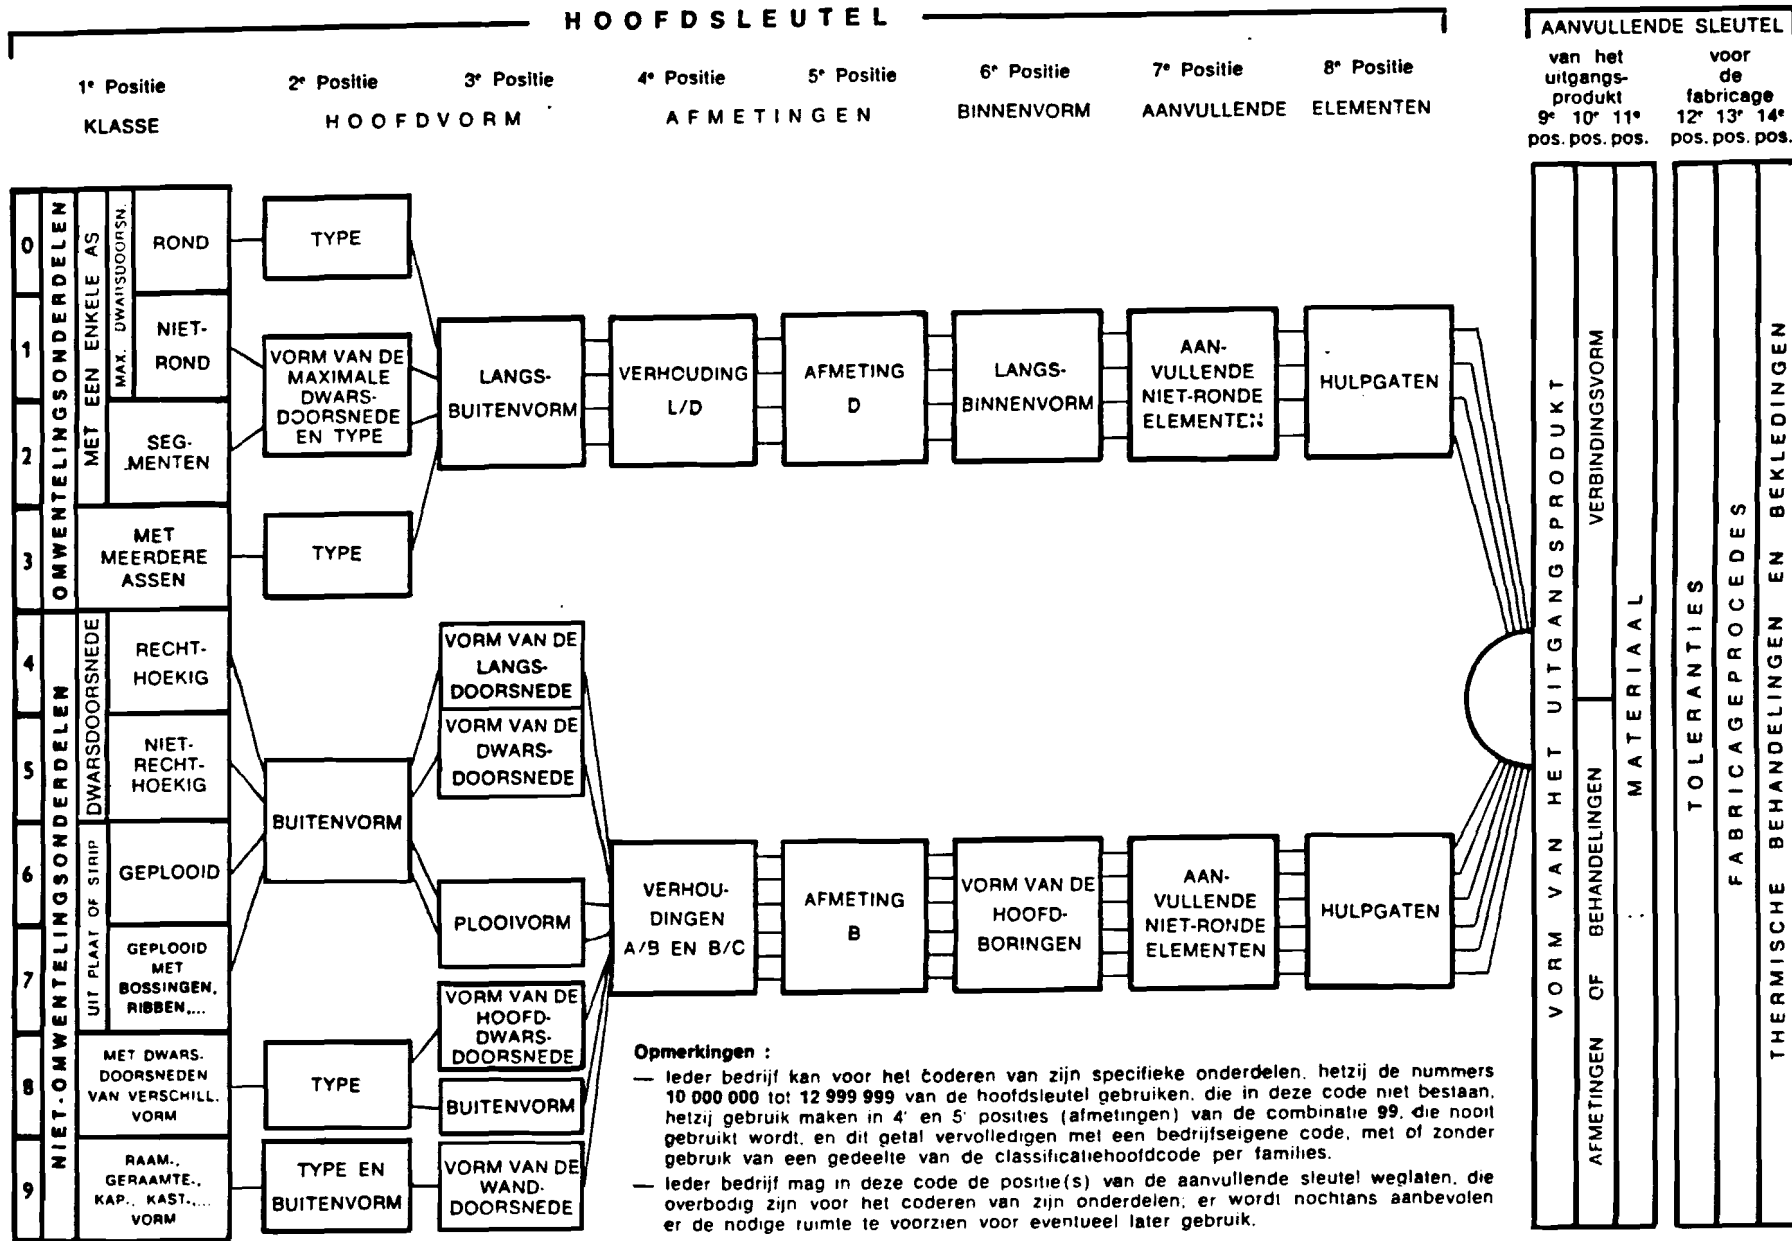 HOOFDSLEUTEL
AANVULLENDE SLEUTEL
1e Positie
2e Positie
3e Positie
4e Positie
5e Positie
6e Positie
7e Positie
8e Positie
van het
uitgangs-
produkt
9e 10e 11e
pos. pos. pos.
voor
de
fabricage
12e 13e 14e
pos. pos. pos.
KLASSE
HOOFDVORM
AFMETINGEN
BINNENVORM
AANVULLENDE
ELEMENTEN
0
1
2
3
4
5
6
7
8
9
OMWENTELINGSONDERDELEN
NIET-OMWENTELINGSONDERDELEN
MET EEN ENKELE AS
MAX. DWARSDOORSN.
DWARSDOORSNEDE
UIT PLAAT OF STRIP
ROND
NIET-
ROND
SEG-
MENTEN
MET
MEERDERE
ASSEN
RECHT-
HOEKIG
NIET-
RECHT-
HOEKIG
GEPLOOID
GEPLOOID
MET
BOSSINGEN,
RIBBEN,...
MET DWARS-
DOORSNEDEN
VAN VERSCHILL.
VORM
RAAM-,
GERAAMTE-,
KAP-, KAST-,...
VORM
TYPE
VORM VAN DE
MAXIMALE
DWARS-
DOORSNEDE
EN TYPE
TYPE
BUITENVORM
TYPE
TYPE EN
BUITENVORM
LANGS-
BUITENVORM
VORM VAN DE
LANGS-
DOORSNEDE
VORM VAN DE
DWARS-
DOORSNEDE
PLOOIVORM
VORM VAN DE
HOOFD-
DWARS-
DOORSNEDE
BUITENVORM
VORM VAN DE
WAND-
DOORSNEDE
VERHOUDING
L/D
AFMETING
D
LANGS-
BINNENVORM
AAN-
VULLENDE
NIET-RONDE
ELEMENTEN
HULPGATEN
VERHOU-
DINGEN
A/B EN B/C
AFMETING
B
VORM VAN DE
HOOFD-
BORINGEN
AAN-
VULLENDE
NIET-RONDE
ELEMENTEN
HULPGATEN
VORM VAN HET UITGANGSPRODUKT
VERBINDINGSVORM
AFMETINGEN OF BEHANDELINGEN
MATERIAAL
TOLERANTIES
FABRICAGEPROCEDES
THERMISCHE BEHANDELINGEN EN BEKLEDINGEN
Opmerkingen :
— Ieder bedrijf kan voor het coderen van zijn specifieke onderdelen, hetzij de nummers
10 000 000 tot 12 999 999 van de hoofdsleutel gebruiken, die in deze code niet bestaan,
hetzij gebruik maken in 4e en 5e posities (afmetingen) van de combinatie 99, die nooit
gebruikt wordt, en dit getal vervolledigen met een bedrijfseigene code, met of zonder
gebruik van een gedeelte van de classificatiehoofdcode per families.
— Ieder bedrijf mag in deze code de positie(s) van de aanvullende sleutel weglaten, die
overbodig zijn voor het coderen van zijn onderdelen; er wordt nochtans aanbevolen
er de nodige ruimte te voorzien voor eventueel later gebruik.